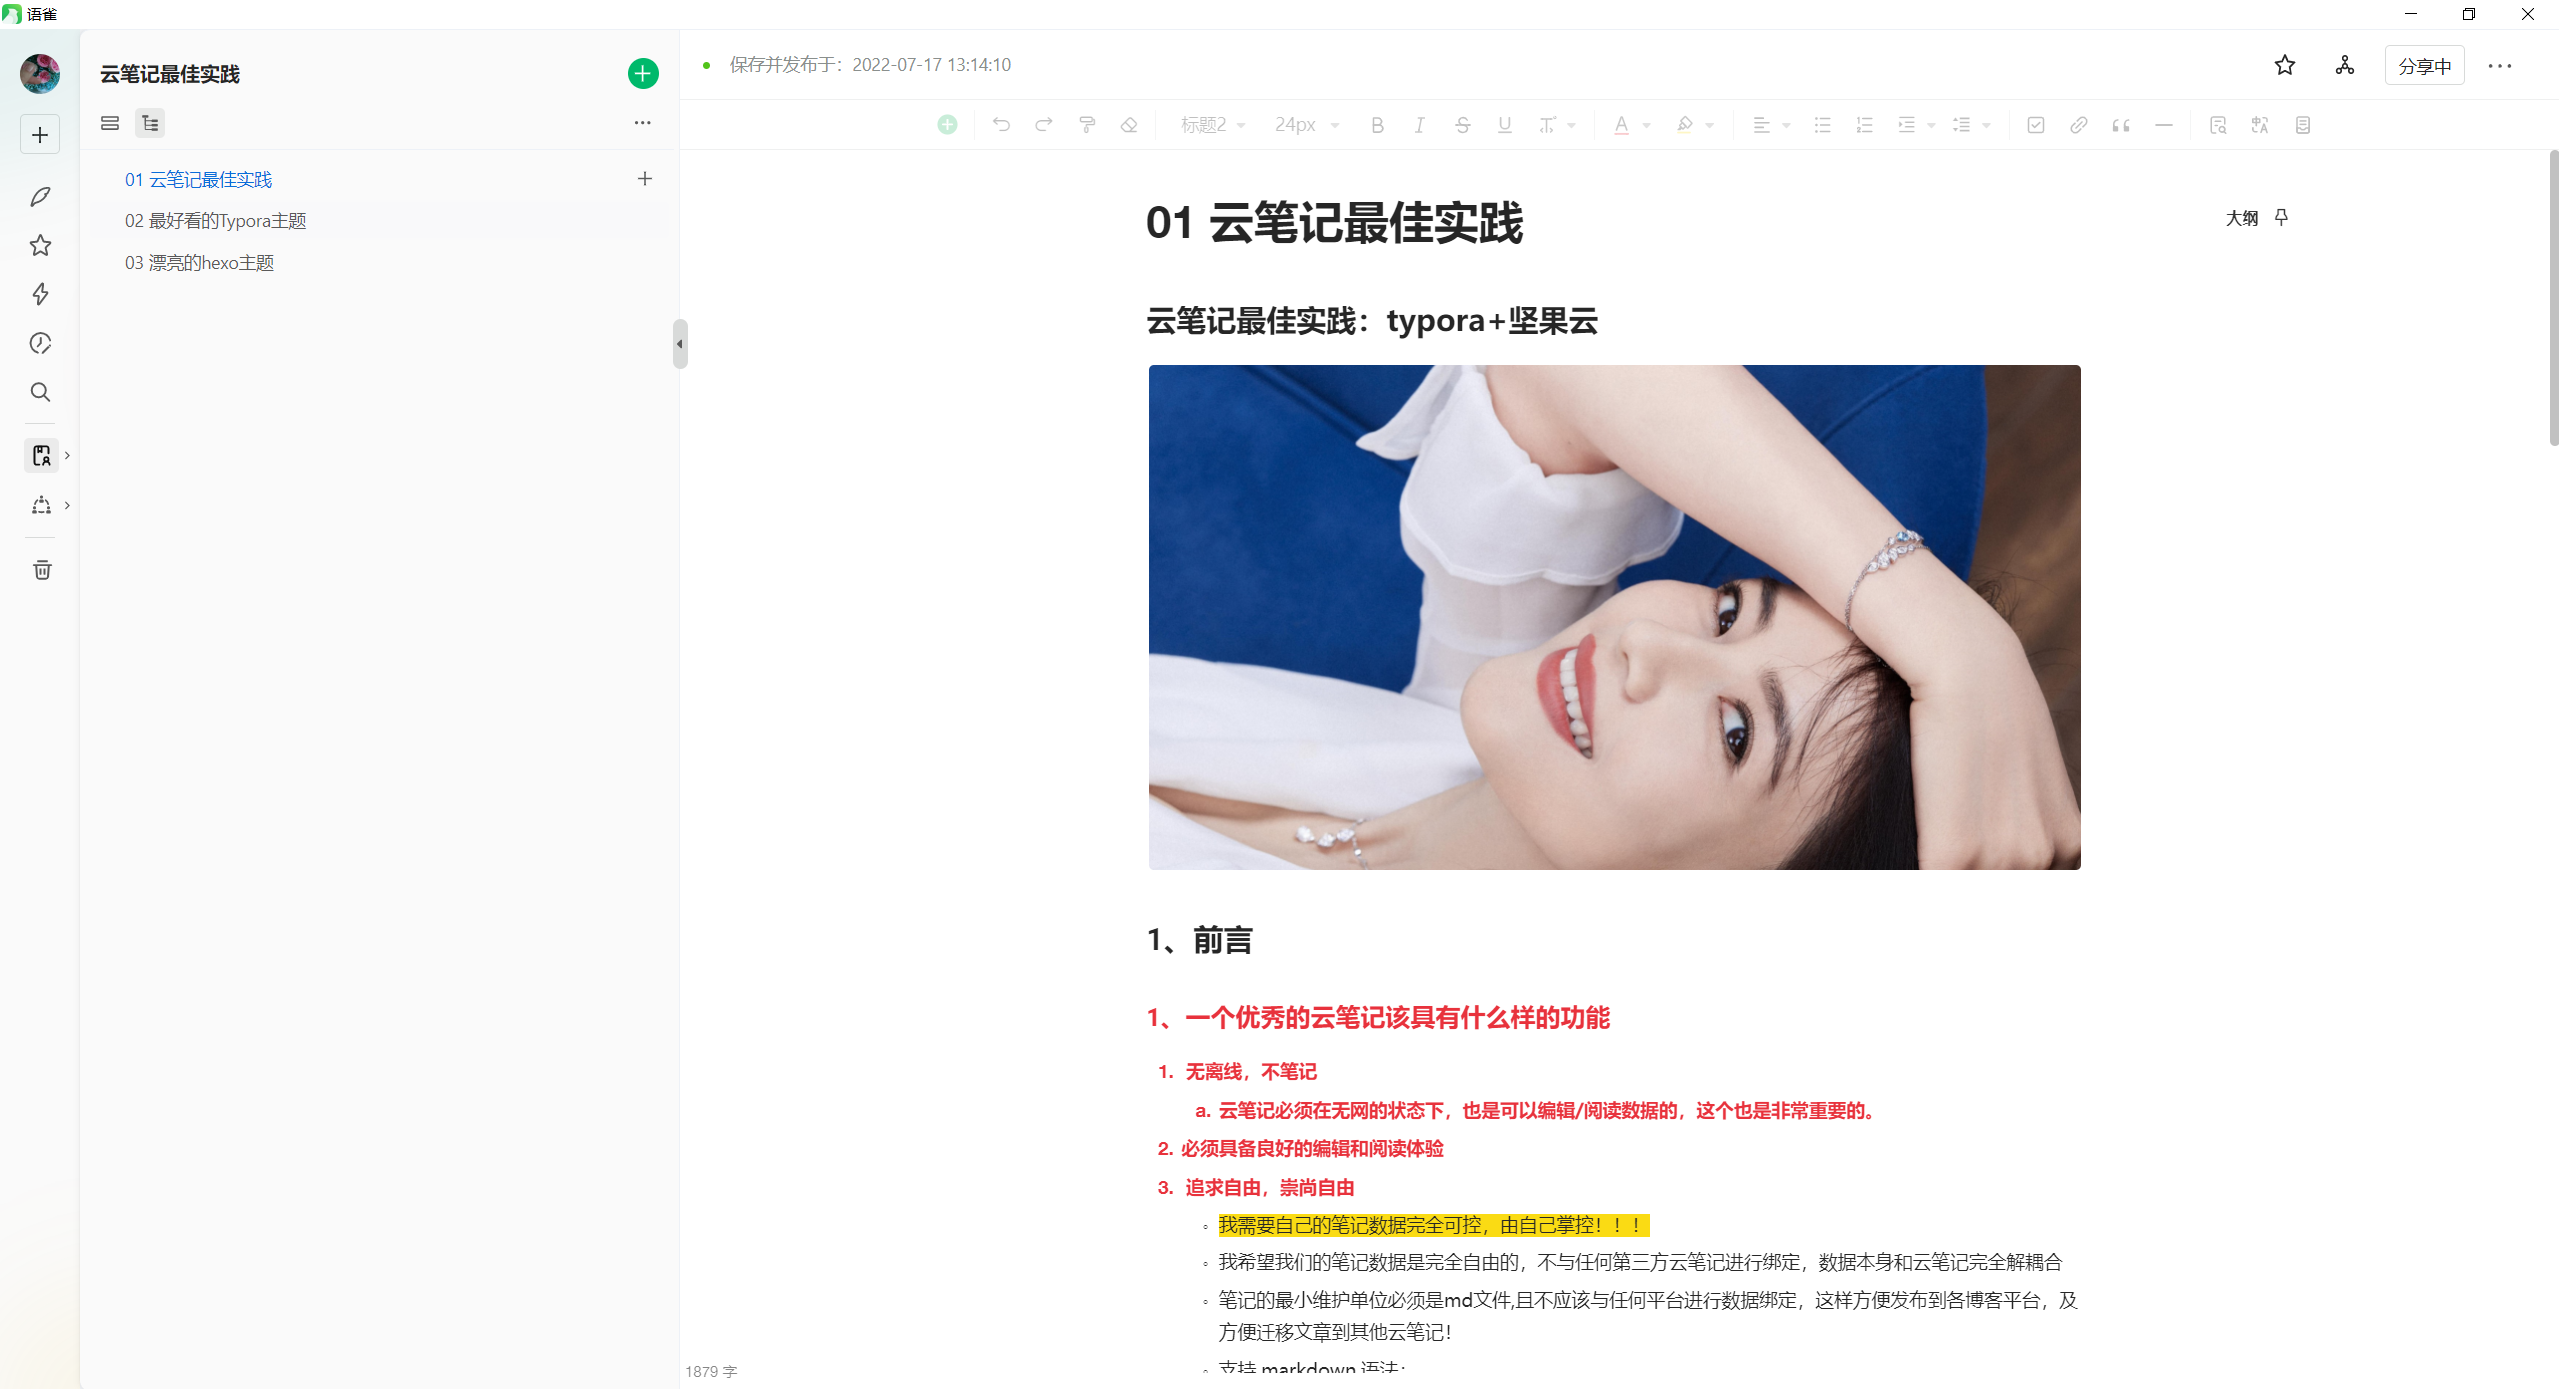 语雀
云笔记最佳实践
01 云笔记最佳实践
02 最好看的Typora主题
03 漂亮的hexo主题
保存并发布于：2022-07-17 13:14:10
分享中
标题2
24px
01 云笔记最佳实践
大纲
云笔记最佳实践：typora+坚果云
1、前言
1、一个优秀的云笔记该具有什么样的功能
1. 无离线，不笔记
a. 云笔记必须在无网的状态下，也是可以编辑/阅读数据的，这个也是非常重要的。
2. 必须具备良好的编辑和阅读体验
3. 追求自由，崇尚自由
◦ 我需要自己的笔记数据完全可控，由自己掌控！！！
◦ 我希望我们的笔记数据是完全自由的，不与任何第三方云笔记进行绑定，数据本身和云笔记完全解耦合
◦ 笔记的最小维护单位必须是md文件,且不应该与任何平台进行数据绑定，这样方便发布到各博客平台，及
方便迁移文章到其他云笔记！
◦ 支持 markdown 语法；
1879 字